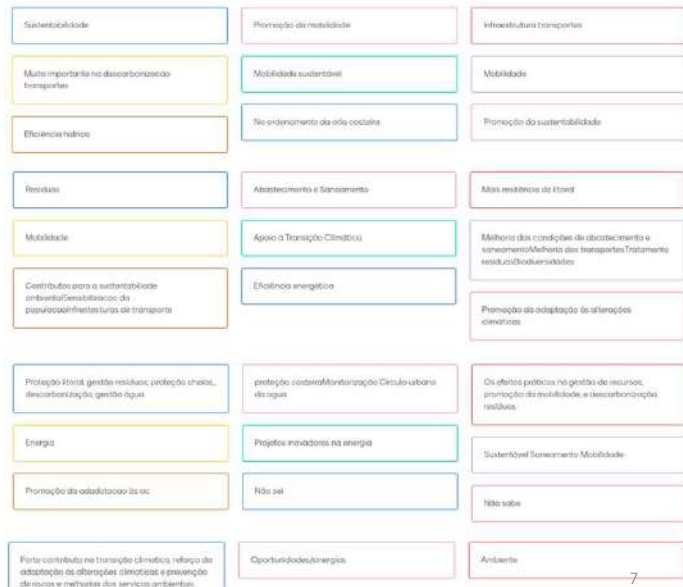 Sustentabilidade
Promoção da mobilidade
Infraestrutura transportes
Muito importante na descarbonizacao
transportes
Mobilidade sustentável
Mobilidade
Eficiência hídrica
No ordenamento da orla costeira
Promoção da sustentabilidade
Resíduos
Abastecimento e Saneamento
Mais resiliência do litoral
Mobilidade
Apoio a Transição Climática
Melhoria das condições de abastecimento e
saneamentoMelhoria dos transportesTratamento
resíduosBiodiversidades
Contributos para a sustentabilidade
ambientalSensibilizacao da
populacaoInfraestruturas de transporte
Eficiência energética
Promoção da adaptação às alterações
climáticas
Proteção litoral, gestão resíduos, proteção cheias,
descarbonização, gestão água
proteção costeiraMonitorização Circulo urbano
da agua
Os efeitos práticos na gestão de recursos,
promoção da mobilidade, e descarbonização,
resíduos
Energia
Projetos inovadores na energia
Sustentável Saneamento Mobilidade
Promoção da adadtacao às ac
Não sei
Não sabe
Forte contributo na transição climatica, reforço da
adaptação às alterações climaticas e prevenção
de riscos e melhorias dos serviços ambientais
Oportunidades/sinergias
Ambiente
7